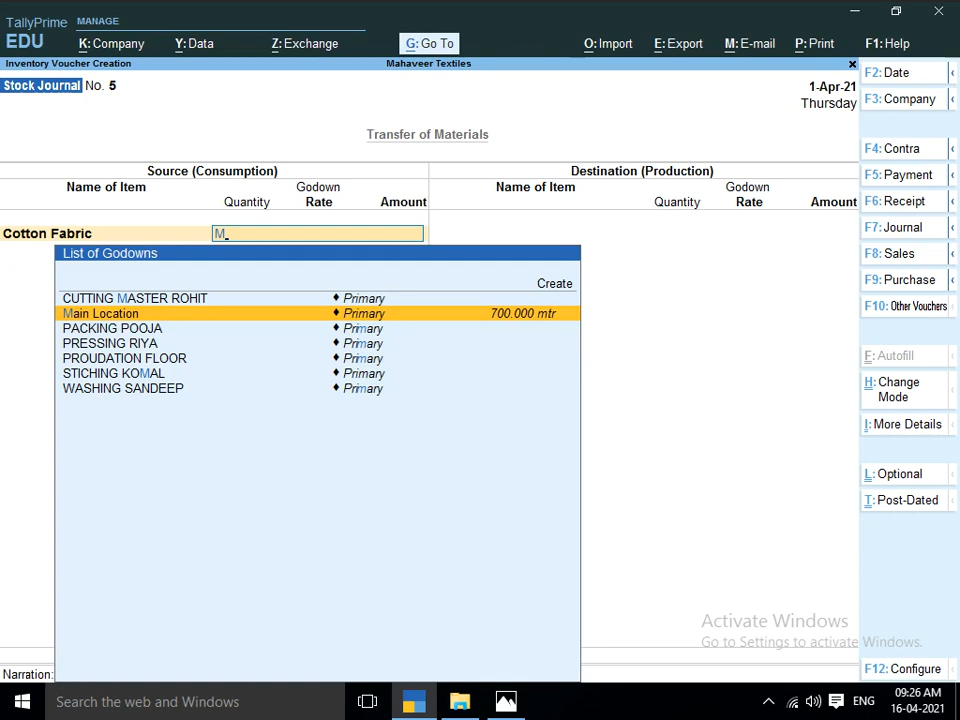 TallyPrime MANAGE
EDU K: Company Y: Data Z: Exchange G: Go To O: Import E: Export M: E-mail P: Print F1: Help
Inventory Voucher Creation Mahaveer Textiles
Stock Journal No. 5 1-Apr-21
Thursday
Transfer of Materials
Source (Consumption) Destination (Production)
Name of Item Godown Name of Item Godown
Quantity Rate Amount Quantity Rate Amount
Cotton Fabric M
List of Godowns
Create
CUTTING MASTER ROHIT ♦ Primary
Main Location ♦ Primary 700.000 mtr
PACKING POOJA ♦ Primary
PRESSING RIYA ♦ Primary
PROUDATION FLOOR ♦ Primary
STICHING KOMAL ♦ Primary
WASHING SANDEEP ♦ Primary
Narration:
F2: Date
F3: Company
F4: Contra
F5: Payment
F6: Receipt
F7: Journal
F8: Sales
F9: Purchase
F10: Other Vouchers
F: Autofill
H: Change
Mode
I: More Details
L: Optional
T: Post-Dated
Activate Windows
Go to Settings to activate Windows.
F12: Configure
Search the web and Windows
ENG
09:26 AM
16-04-2021